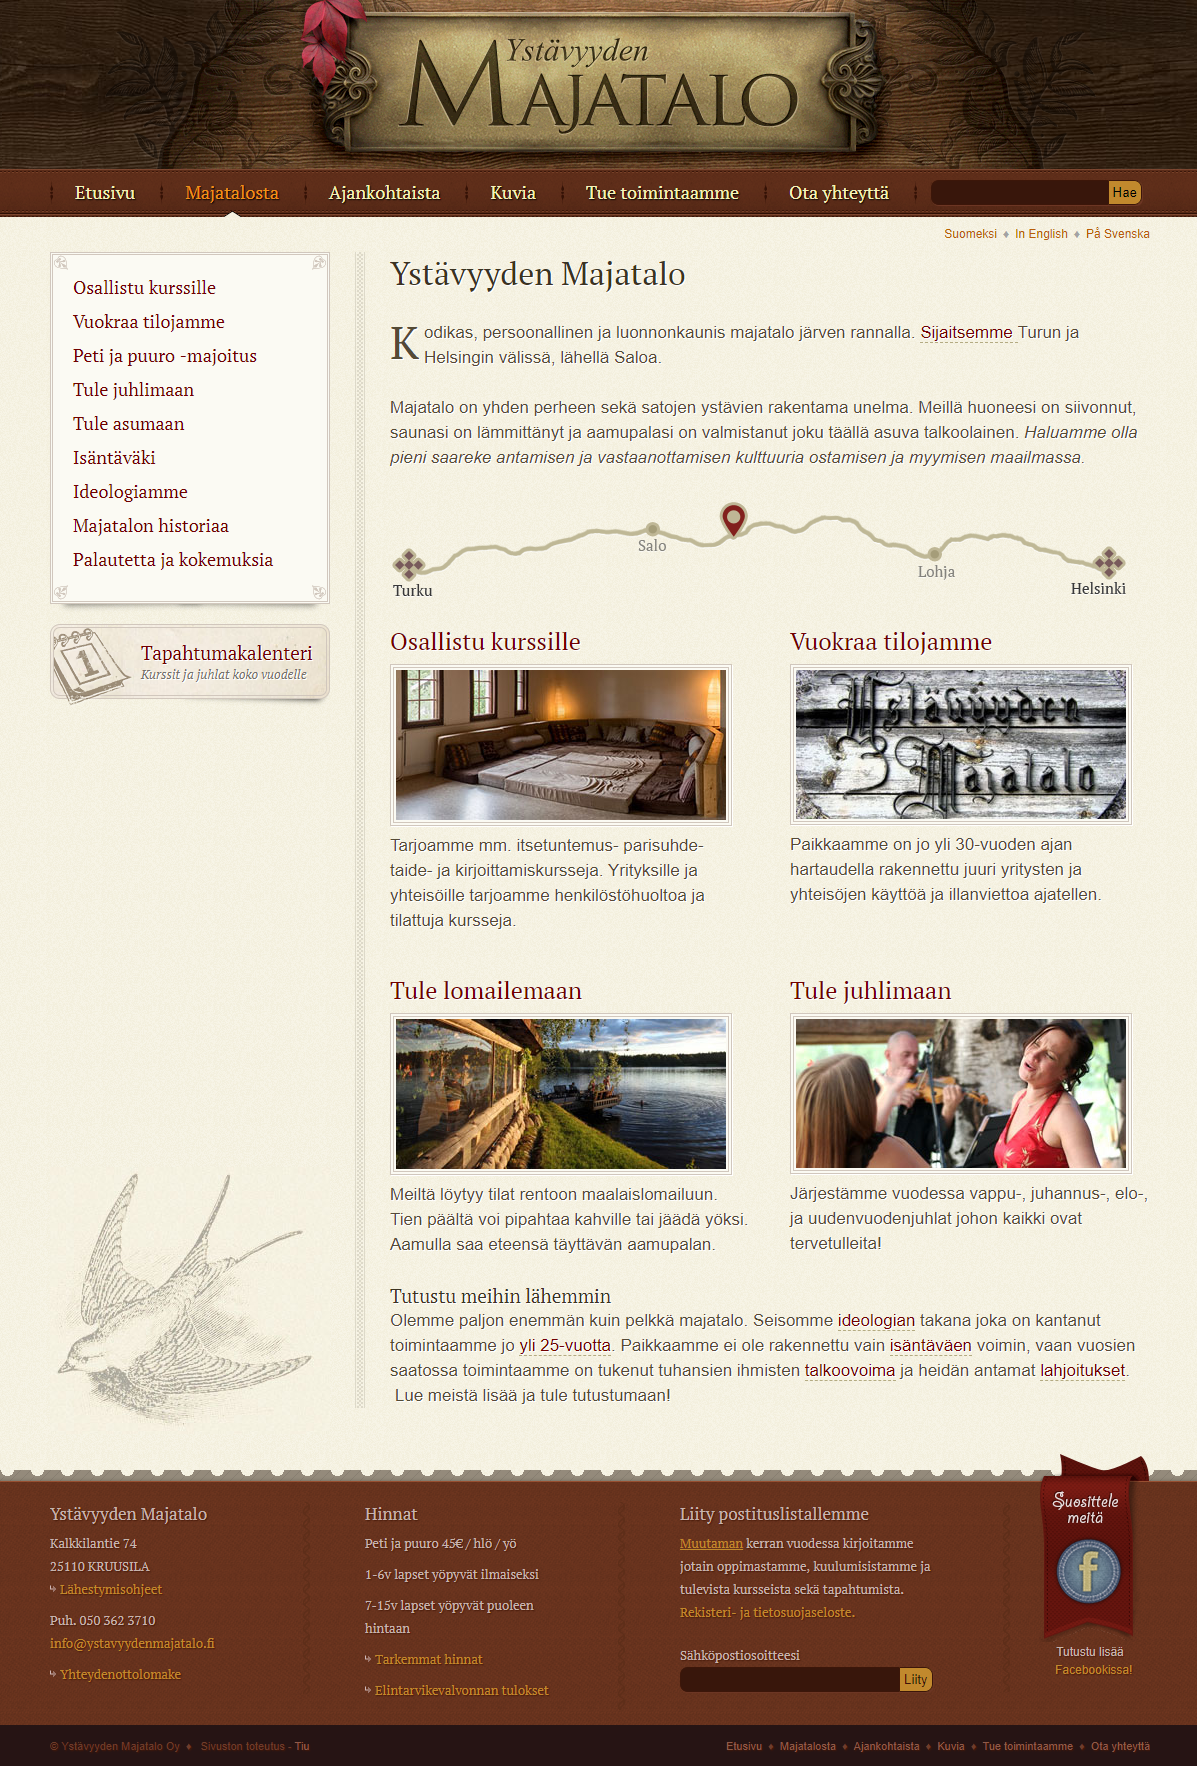 Ystävyyden
MAJATALO
Etusivu
Majatalosta
Ajankohtaista
Kuvia
Tue toimintaamme
Ota yhteyttä
Hae
Suomeksi ♦ In English ♦ På Svenska
Osallistu kurssille
Vuokraa tilojamme
Peti ja puuro -majoitus
Tule juhlimaan
Tule asumaan
Isäntäväki
Ideologiamme
Majatalon historiaa
Palautetta ja kokemuksia
1
Tapahtumakalenteri
Kurssit ja juhlat koko vuodelle
Ystävyyden Majatalo
Kodikas, persoonallinen ja luonnonkaunis majatalo järven rannalla. Sijaitsemme Turun ja
Helsingin välissä, lähellä Saloa.
Majatalo on yhden perheen sekä satojen ystävien rakentama unelma. Meillä huoneesi on siivonnut,
saunasi on lämmittänyt ja aamupalasi on valmistanut joku täällä asuva talkoolainen. Haluamme olla
pieni saareke antamisen ja vastaanottamisen kulttuuria ostamisen ja myymisen maailmassa.
Turku
Salo
Lohja
Helsinki
Osallistu kurssille
Tarjoamme mm. itsetuntemus- parisuhde-
taide- ja kirjoittamiskursseja. Yrityksille ja
yhteisöille tarjoamme henkilöstöhuoltoa ja
tilattuja kursseja.
Vuokraa tilojamme
Ystävyyden
Majatalo
Paikkaamme on jo yli 30-vuoden ajan
hartaudella rakennettu juuri yritysten ja
yhteisöjen käyttöä ja illanviettoa ajatellen.
Tule lomailemaan
Meiltä löytyy tilat rentoon maalaislomailuun.
Tien päältä voi pipahtaa kahville tai jäädä yöksi.
Aamulla saa eteensä täyttävän aamupalan.
Tule juhlimaan
Järjestämme vuodessa vappu-, juhannus-, elo-,
ja uudenvuodenjuhlat johon kaikki ovat
tervetulleita!
Tutustu meihin lähemmin
Olemme paljon enemmän kuin pelkkä majatalo. Seisomme ideologian takana joka on kantanut
toimintaamme jo yli 25-vuotta. Paikkaamme ei ole rakennettu vain isäntäväen voimin, vaan vuosien
saatossa toimintaamme on tukenut tuhansien ihmisten talkoovoima ja heidän antamat lahjoitukset.
Lue meistä lisää ja tule tutustumaan!
Ystävyyden Majatalo
Kalkkilantie 74
25110 KRUUSILA
Lähestymisohjeet
Puh. 050 362 3710
info@ystavyydenmajatalo.fi
Yhteydenottolomake
Hinnat
Peti ja puuro 45€ / hlö / yö
1-6v lapset yöpyvät ilmaiseksi
7-15v lapset yöpyvät puoleen
hintaan
Tarkemmat hinnat
Elintarvikevalvonnan tulokset
Liity postituslistallemme
Muutaman kerran vuodessa kirjoitamme
jotain oppimastamme, kuulumisistamme ja
tulevista kursseista sekä tapahtumista.
Rekisteri- ja tietosuojaseloste.
Sähköpostiosoitteesi
Liity
Suosittele
meitä
f
Tutustu lisää
Facebookissa!
© Ystävyyden Majatalo Oy ♦ Sivuston toteutus - Tiu
Etusivu ♦ Majatalosta ♦ Ajankohtaista ♦ Kuvia ♦ Tue toimintaamme ♦ Ota yhteyttä